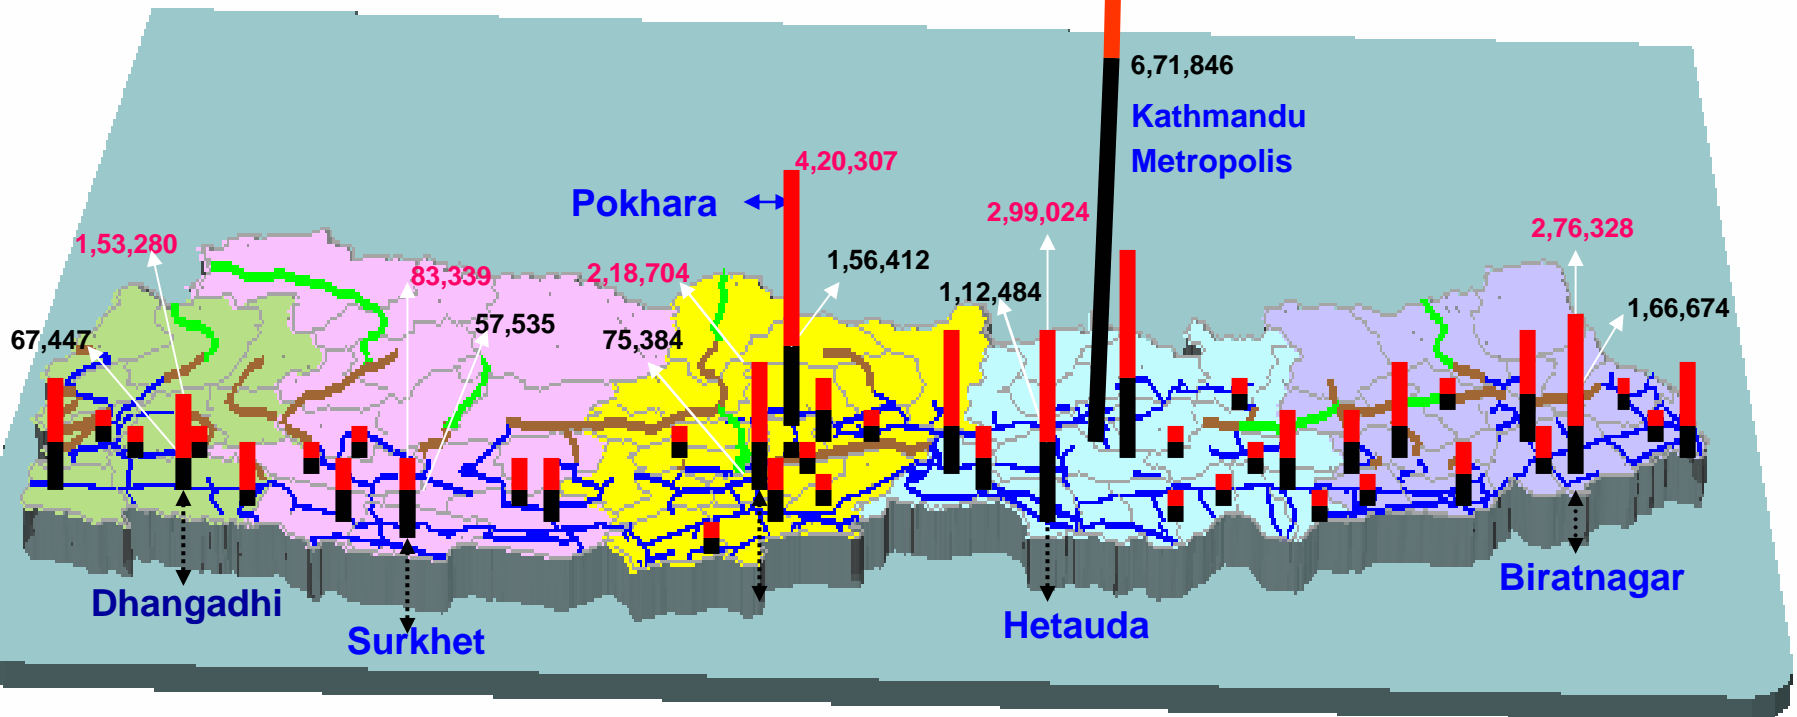 6,71,846
Kathmandu
Metropolis
4,20,307
Pokhara
2,99,024
2,76,328
1,53,280
83,339
2,18,704
1,56,412
1,12,484
1,66,674
67,447
57,535
75,384
Dhangadhi
Surkhet
Hetauda
Biratnagar